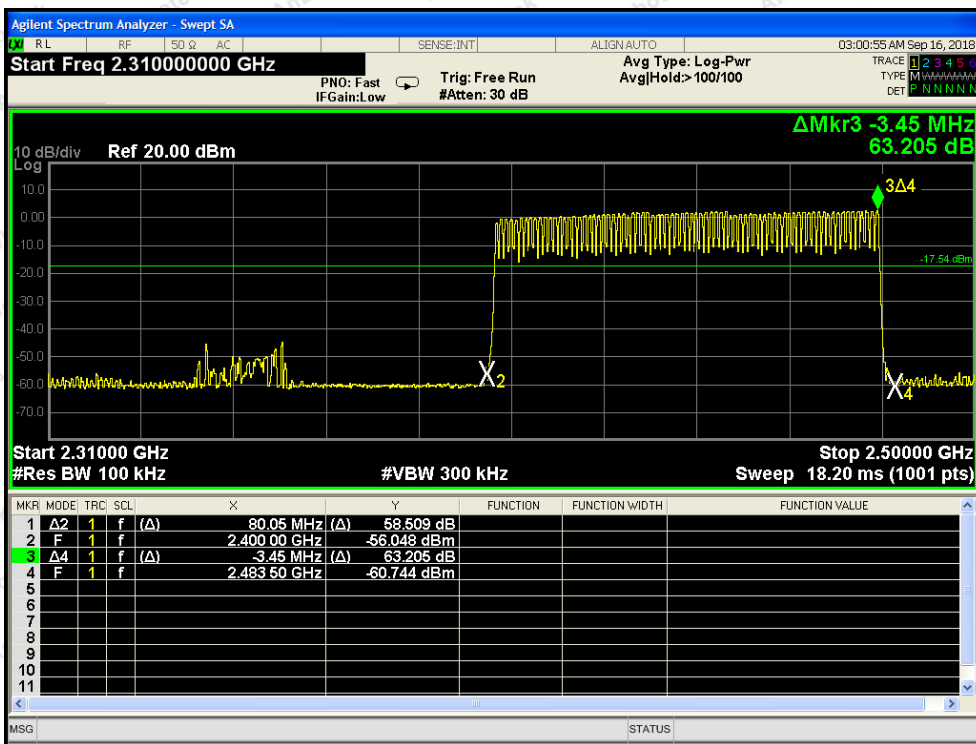 Agilent Spectrum Analyzer - Swept SA
LXI RL RF 50 Ω AC SENSE:INT ALIGN AUTO 03:00:55 AM Sep 16, 2018
Start Freq 2.310000000 GHz
PNO: Fast
IFGain:Low
Trig: Free Run
#Atten: 30 dB
Avg Type: Log-Pwr
Avg|Hold:>100/100
TRACE 1 2 3 4 5 6
TYPE M WWWWW
DET P N N N N N
ΔMkr3 -3.45 MHz
63.205 dB
10 dB/div Ref 20.00 dBm
Log
10.0
0.00
-10.0
-20.0
-30.0
-40.0
-50.0
-60.0
-70.0
3Δ4
-17.54 dBm
2
4
Start 2.31000 GHz Stop 2.50000 GHz
#Res BW 100 kHz #VBW 300 kHz Sweep 18.20 ms (1001 pts)
MKR MODE TRC SCL X Y FUNCTION FUNCTION WIDTH FUNCTION VALUE
1 Δ2 1 f (Δ) 80.05 MHz (Δ) 58.509 dB
2 F 1 f 2.400 00 GHz -56.048 dBm
3 Δ4 1 f (Δ) -3.45 MHz (Δ) 63.205 dB
4 F 1 f 2.483 50 GHz -60.744 dBm
5
6
7
8
9
10
11
MSG STATUS